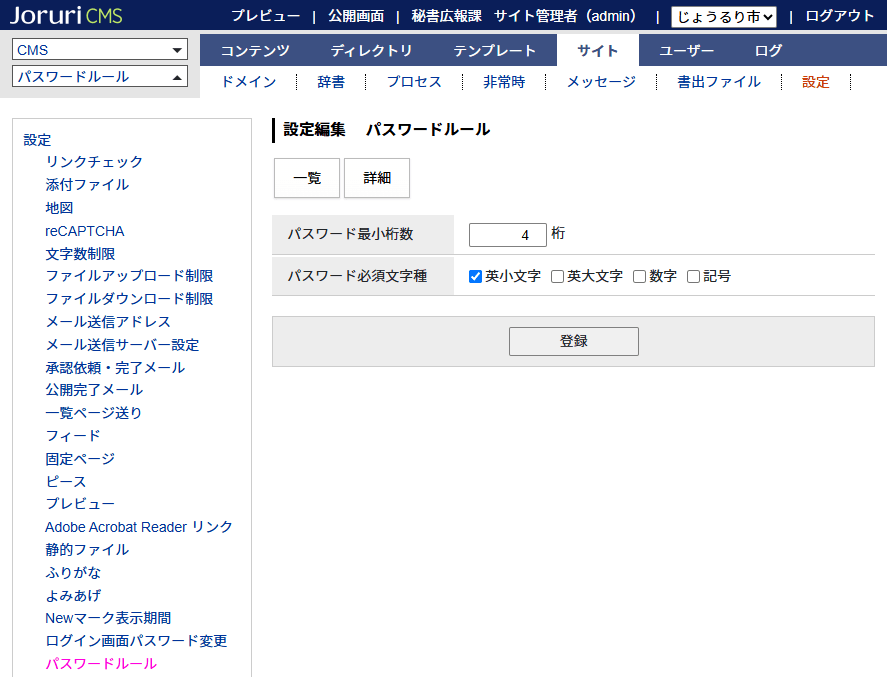 Joruri CMS プレビュー | 公開画面 | 秘書広報課 サイト管理者（admin） | じょうるり市 | ログアウト
CMS
パスワードルール
コンテンツ ディレクトリ テンプレート サイト ユーザー ログ
ドメイン 辞書 プロセス 非常時 メッセージ 書出ファイル 設定
設定
リンクチェック
添付ファイル
地図
reCAPTCHA
文字数制限
ファイルアップロード制限
ファイルダウンロード制限
メール送信アドレス
メール送信サーバー設定
承認依頼・完了メール
公開完了メール
一覧ページ送り
フィード
固定ページ
ピース
プレビュー
Adobe Acrobat Reader リンク
静的ファイル
ふりがな
よみあげ
Newマーク表示期間
ログイン画面パスワード変更
パスワードルール
設定編集 パスワードルール
一覧 詳細
パスワード最小桁数 4 桁
パスワード必須文字種 英小文字 英大文字 数字 記号
登録